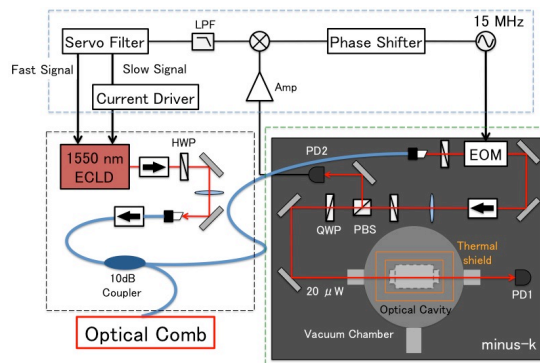 15 MHz
LPF
Servo Filter
Phase Shifter
Fast Signal
Slow Signal
Amp
Current Driver
HWP
1550 nm
ECLD
PD2
EOM
QWP
PBS
Thermal
shield
10dB
Coupler
20 μW
PD1
Optical Cavity
Optical Comb
Vacuum Chamber
minus-k